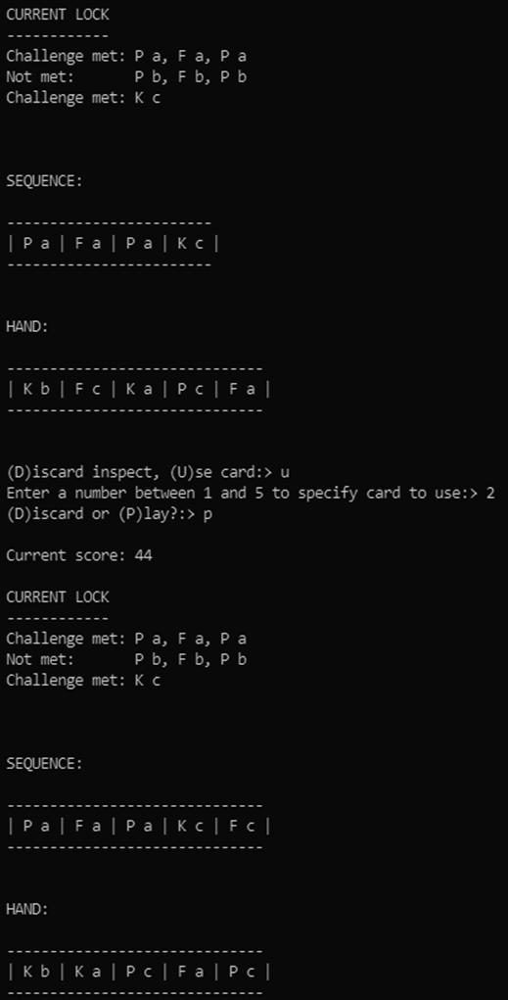 CURRENT LOCK
------------
Challenge met: P a, F a, P a
Not met:       P b, F b, P b
Challenge met: K c
SEQUENCE:
------------------------
| P a | F a | P a | K c |
------------------------
HAND:
------------------------------
| K b | F c | K a | P c | F a |
------------------------------
(D)iscard inspect, (U)se card:> u
Enter a number between 1 and 5 to specify card to use:> 2
(D)iscard or (P)lay?:> p
Current score: 44
CURRENT LOCK
------------
Challenge met: P a, F a, P a
Not met:       P b, F b, P b
Challenge met: K c
SEQUENCE:
------------------------------
| P a | F a | P a | K c | F c |
------------------------------
HAND:
------------------------------
| K b | K a | P c | F a | P c |
------------------------------